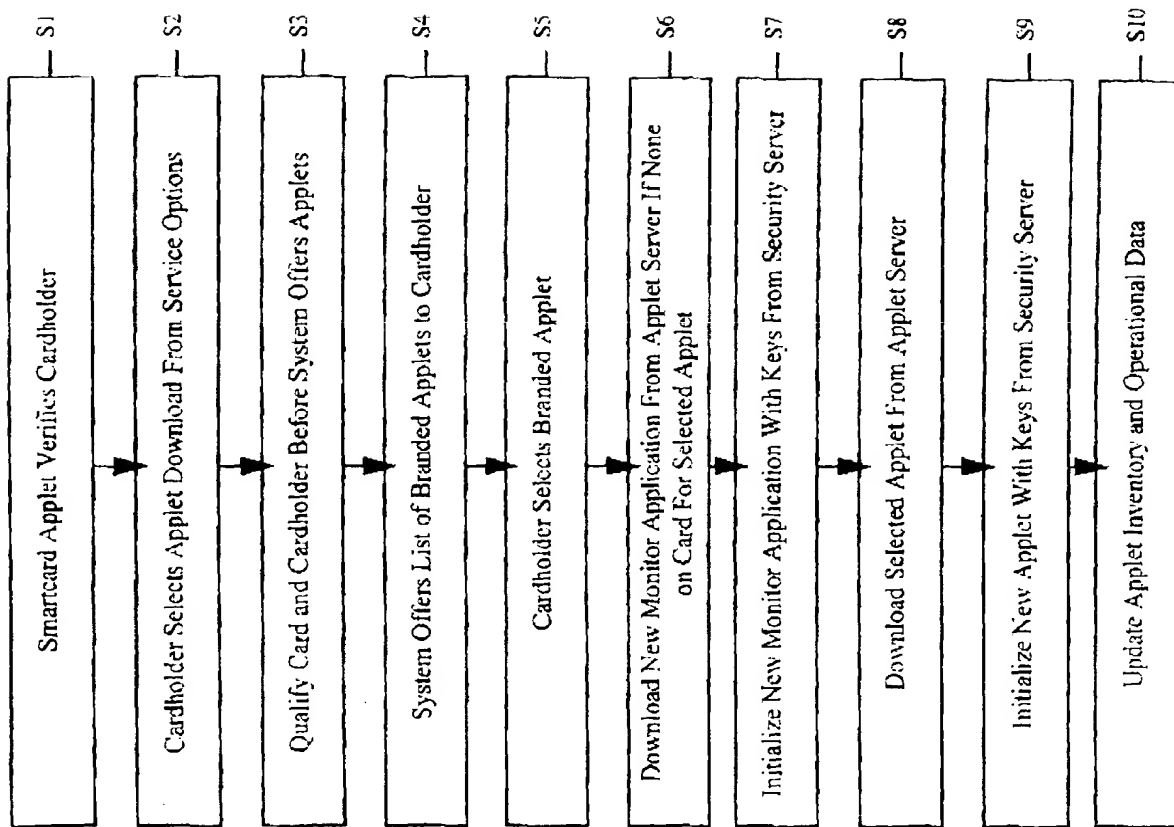 Smartcard Applet Verifies Cardholder
S1
Cardholder Selects Applet Download From Service Options
S2
Qualify Card and Cardholder Before System Offers Applets
S3
System Offers List of Branded Applets to Cardholder
S4
Cardholder Selects Branded Applet
S5
Download New Monitor Application From Applet Server If None
on Card For Selected Applet
S6
Initialize New Monitor Application With Keys From Security Server
S7
Download Selected Applet From Applet Server
S8
Initialize New Applet With Keys From Security Server
S9
Update Applet Inventory and Operational Data
S10